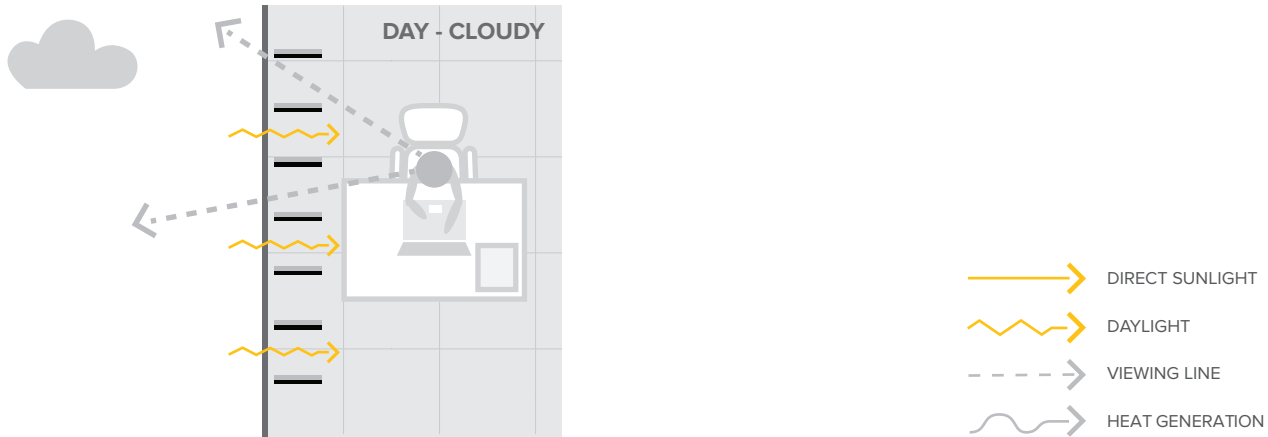 DAY - CLOUDY
DIRECT SUNLIGHT
DAYLIGHT
VIEWING LINE
HEAT GENERATION